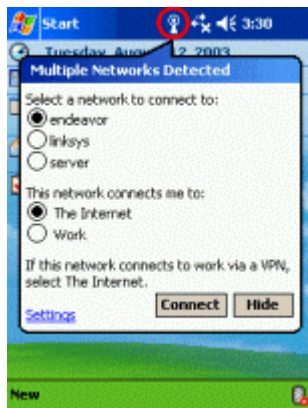 Start 3:30
Tuesday, August 12, 2003
Multiple Networks Detected
Select a network to connect to:
endeavor
linksys
server
This network connects me to:
The Internet
Work
If this network connects to work via a VPN,
select The Internet.
Settings Connect Hide
New